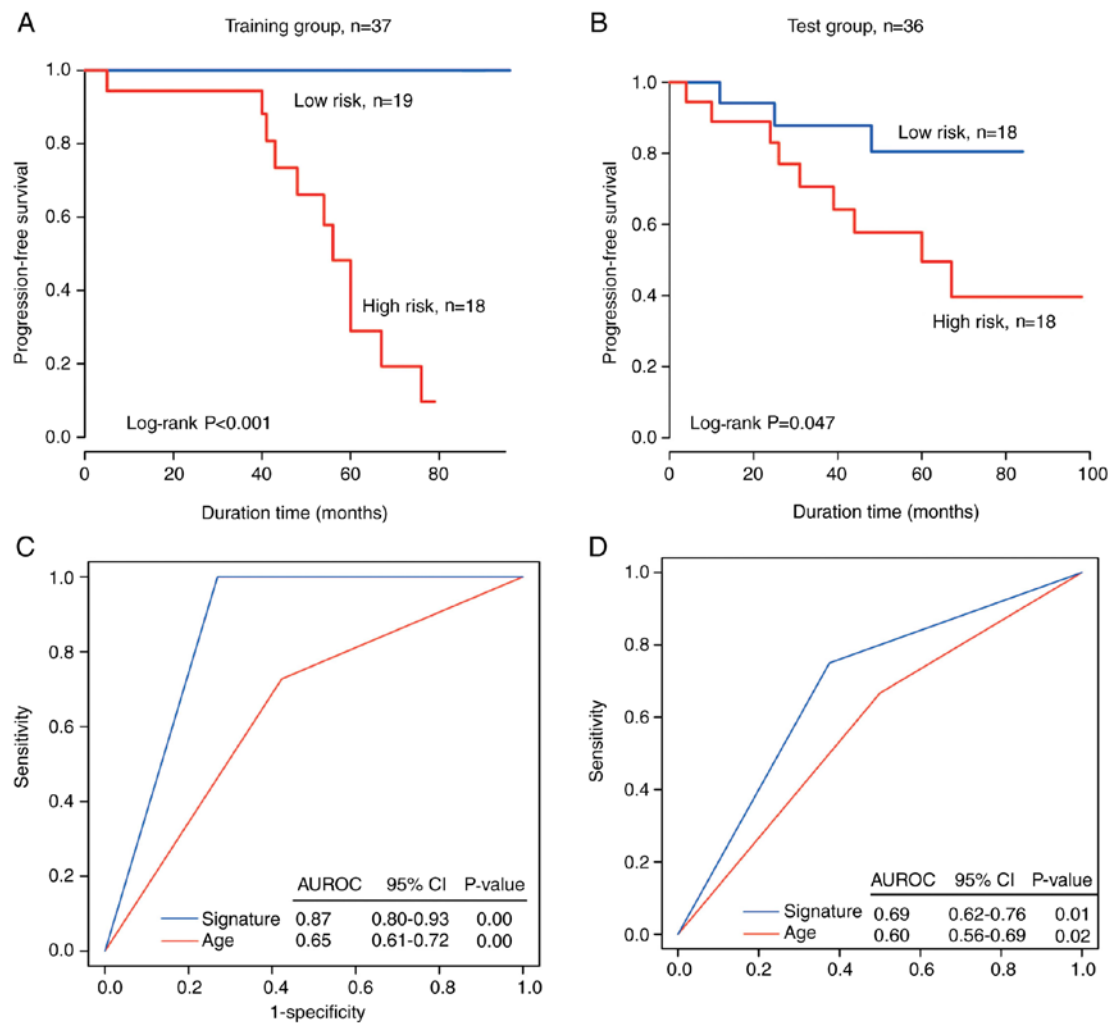 A
Training group, n=37
Progression-free survival
1.0
0.8
0.6
0.4
0.2
0.0
Low risk, n=19
High risk, n=18
Log-rank P<0.001
0 20 40 60 80
Duration time (months)
B
Test group, n=36
Progression-free survival
1.0
0.8
0.6
0.4
0.2
0.0
Low risk, n=18
High risk, n=18
Log-rank P=0.047
0 20 40 60 80 100
Duration time (months)
C
Sensitivity
1.0
0.8
0.6
0.4
0.2
0.0
AUROC 95% CI P-value
Signature 0.87 0.80-0.93 0.00
Age 0.65 0.61-0.72 0.00
0.0 0.2 0.4 0.6 0.8 1.0
1-specificity
D
Sensitivity
1.0
0.8
0.6
0.4
0.2
0.0
AUROC 95% CI P-value
Signature 0.69 0.62-0.76 0.01
Age 0.60 0.56-0.69 0.02
0.0 0.2 0.4 0.6 0.8 1.0